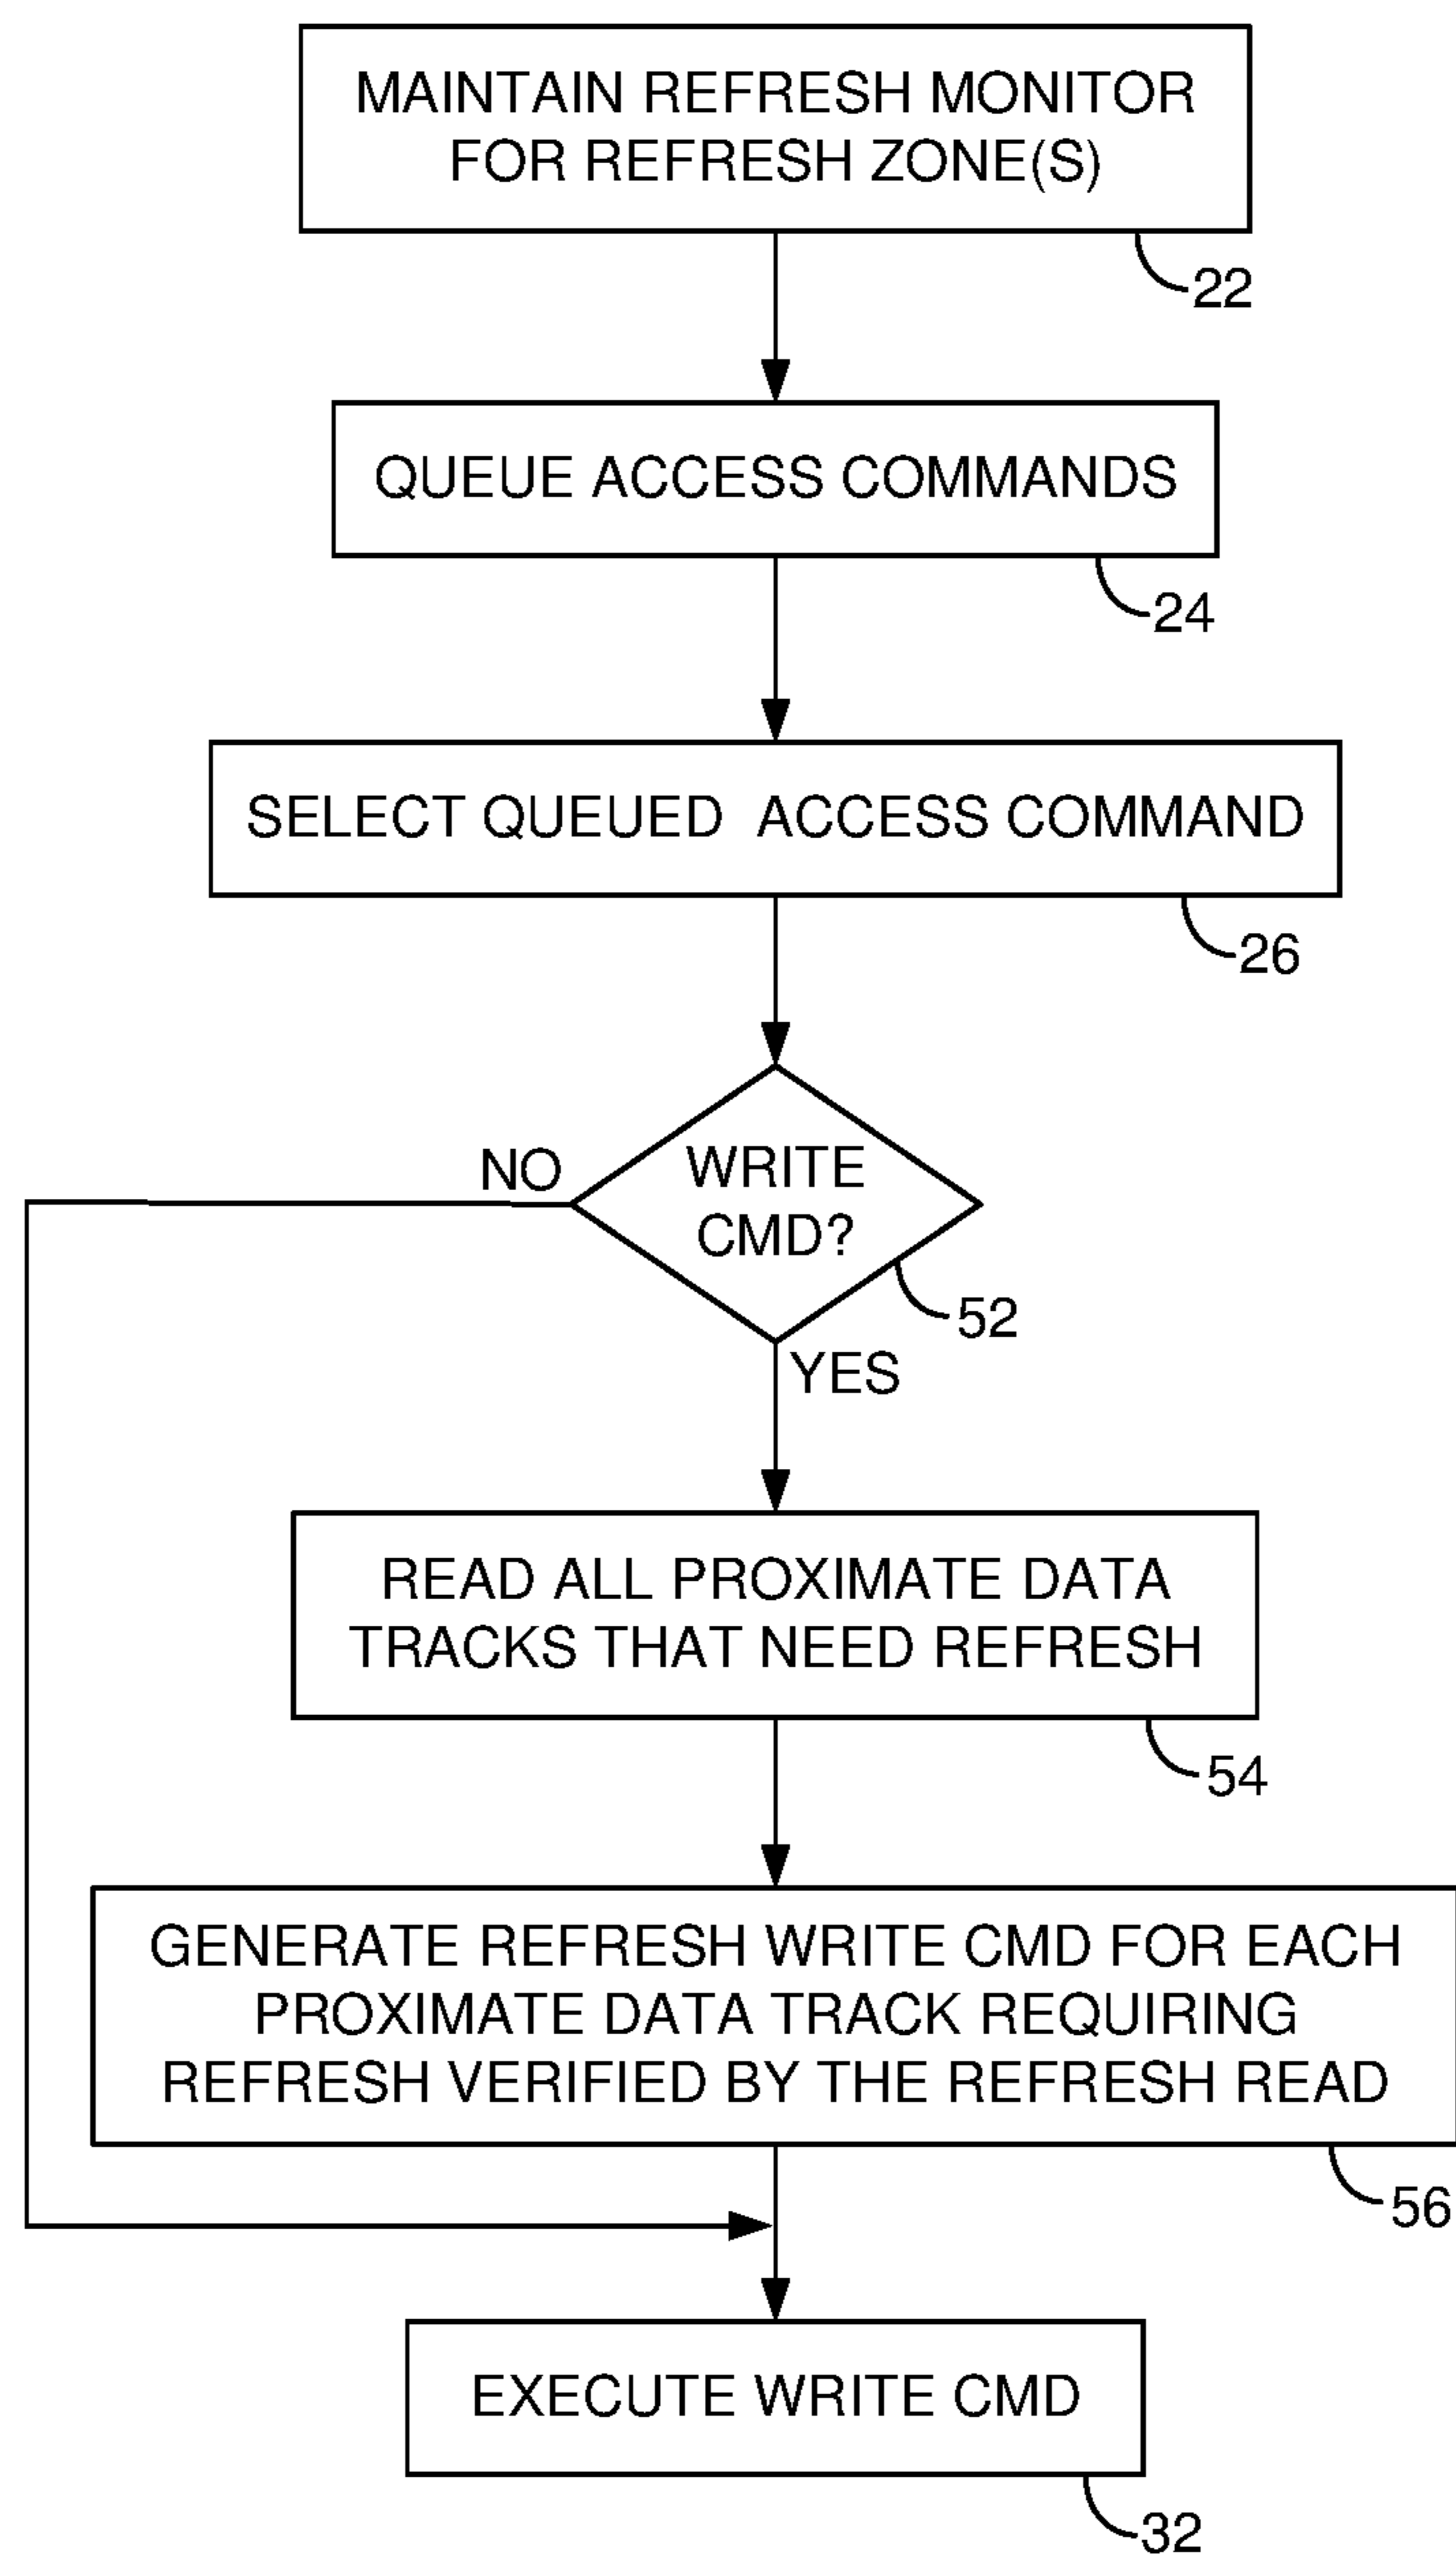 MAINTAIN REFRESH MONITOR
FOR REFRESH ZONE(S)
22
QUEUE ACCESS COMMANDS
24
SELECT QUEUED  ACCESS COMMAND
26
NO
WRITE
CMD?
52
YES
READ ALL PROXIMATE DATA
TRACKS THAT NEED REFRESH
54
GENERATE REFRESH WRITE CMD FOR EACH
PROXIMATE DATA TRACK REQUIRING
REFRESH VERIFIED BY THE REFRESH READ
56
EXECUTE WRITE CMD
32